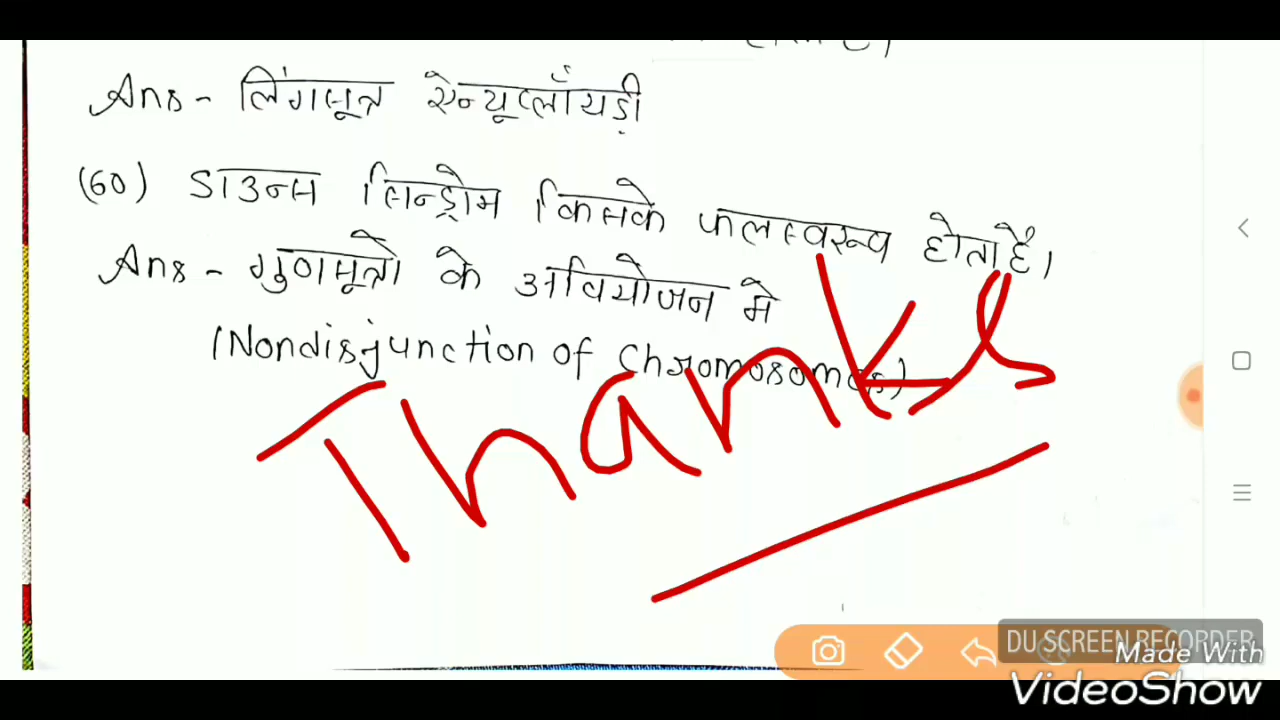 Ans - लिंगसूत्र ऐन्यूप्लॉयडी
(60) डाउन्स सिन्ड्रोम किसके फलस्वरूप होता है।
Ans - गुणसूत्रो के अवियोजन मे
(Nondisjunction of Chromosomes)
Thanks
DU SCREEN RECORDER
Made With
VideoShow